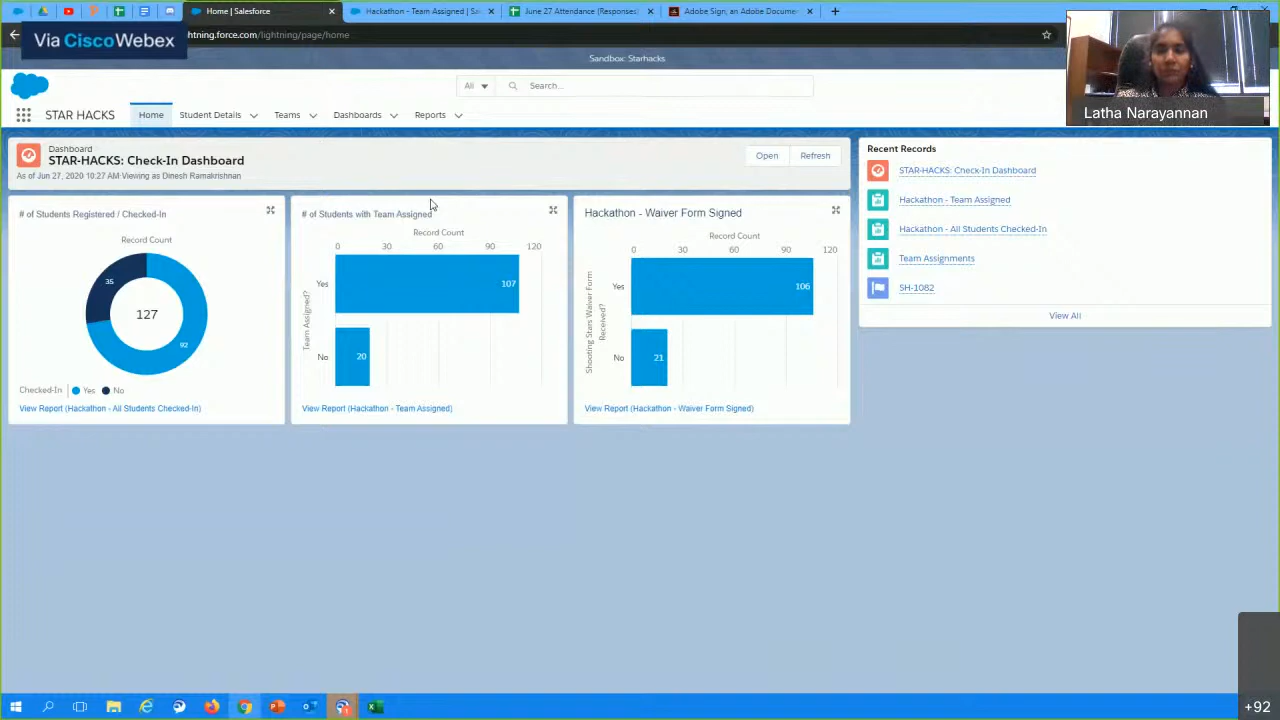 Home | Salesforce
Hackathon - Team Assigned | Sa
June 27 Attendance (Responses)
Adobe Sign, an Adobe Docume
Via CiscoWebex
htning.force.com/lightning/page/home
Sandbox: Starhacks
All
Search...
Latha Narayannan
STAR HACKS
Home
Student Details
Teams
Dashboards
Reports
Dashboard
STAR-HACKS: Check-In Dashboard
As of Jun 27, 2020 10:27 AM·Viewing as Dinesh Ramakrishnan
Open
Refresh
# of Students Registered / Checked-In
Record Count
35
127
92
Checked-In
Yes
No
View Report (Hackathon - All Students Checked-In)
# of Students with Team Assigned
Record Count
0 30 60 90 120
Team Assigned?
Yes
107
No
20
View Report (Hackathon - Team Assigned)
Hackathon - Waiver Form Signed
Record Count
0 30 60 90 120
Shooting Stars Waiver Form
Received?
Yes
106
No
21
View Report (Hackathon - Waiver Form Signed)
Recent Records
STAR-HACKS: Check-In Dashboard
Hackathon - Team Assigned
Hackathon - All Students Checked-In
Team Assignments
SH-1082
View All
+92